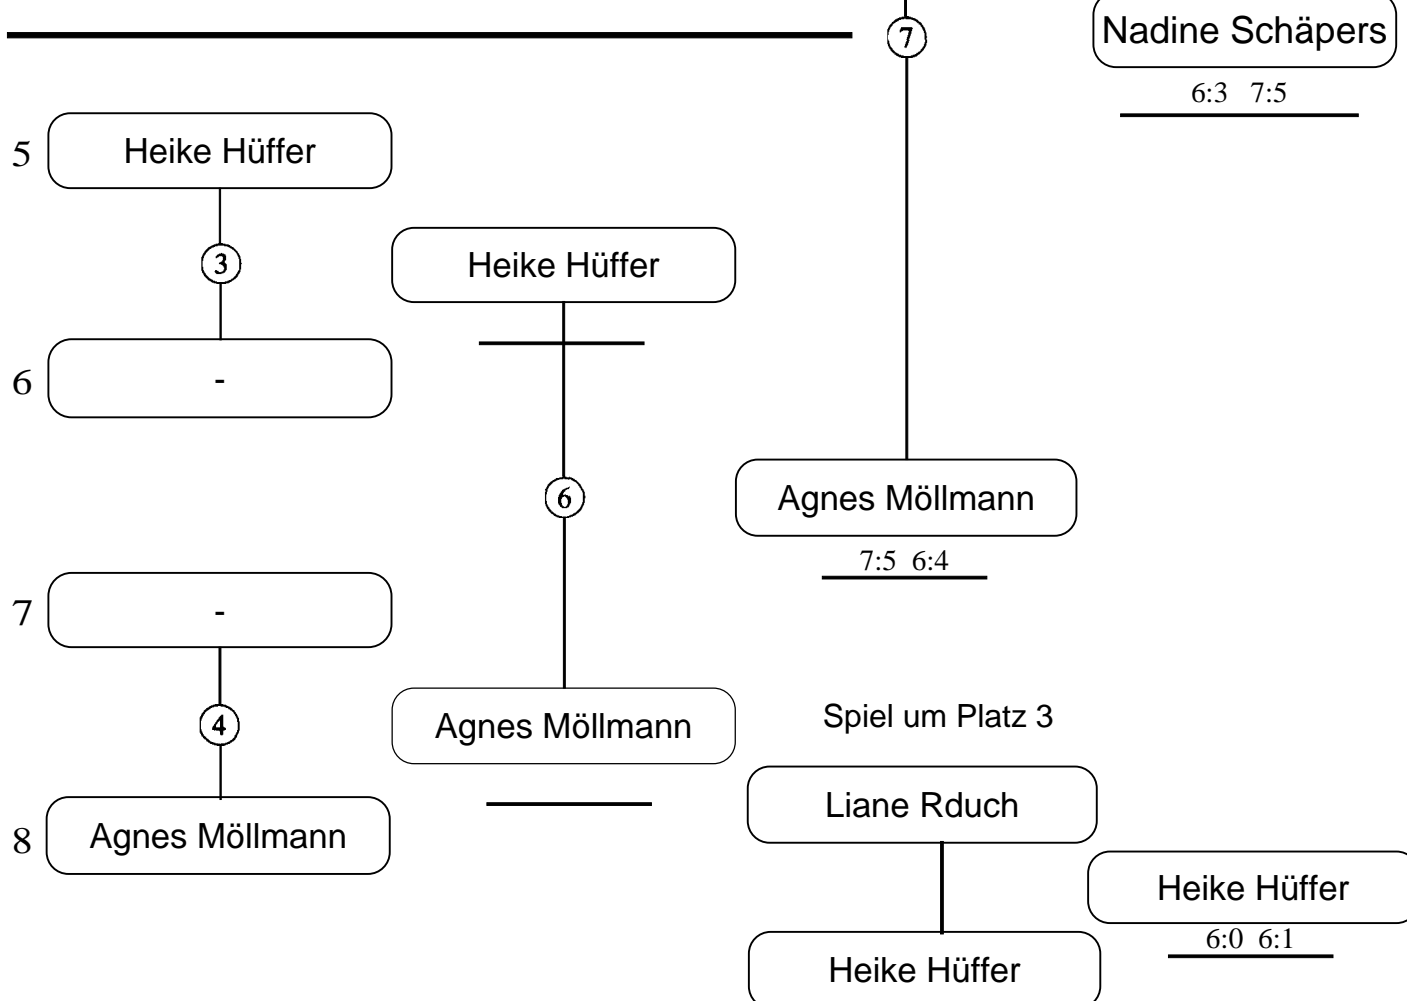 7
Nadine Schäpers
6:3 7:5
5
Heike Hüffer
3
Heike Hüffer
6
-
6
Agnes Möllmann
7:5 6:4
7
-
4
Agnes Möllmann
Spiel um Platz 3
8
Agnes Möllmann
Liane Rduch
Heike Hüffer
6:0 6:1
Heike Hüffer